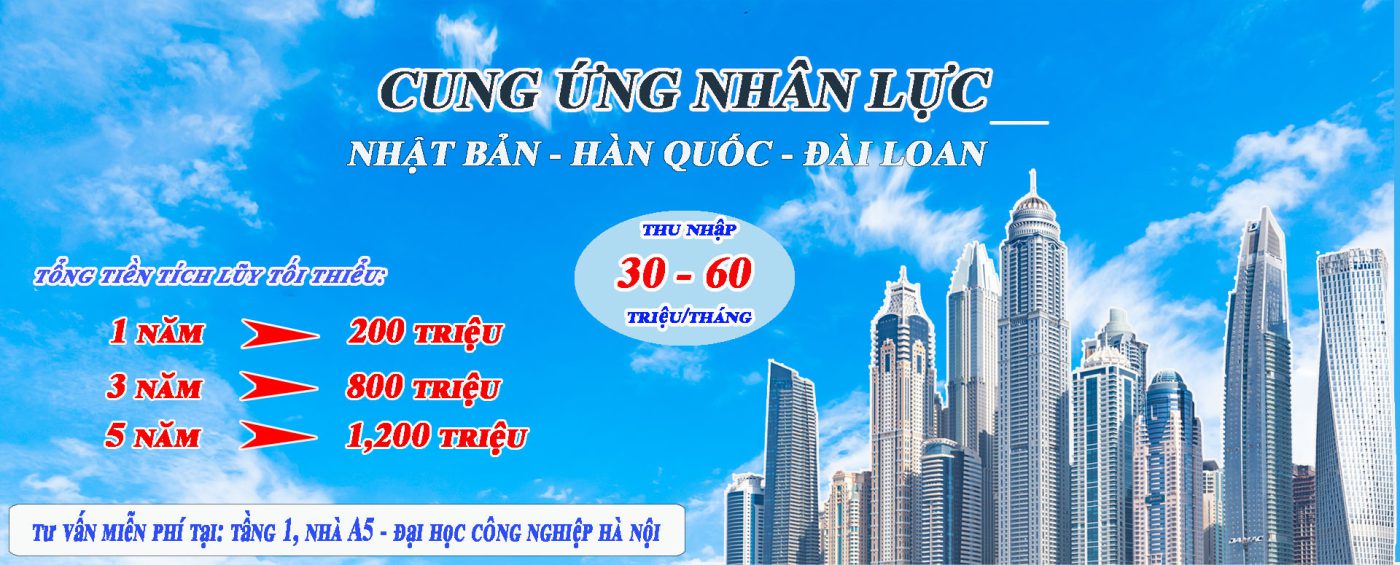 CUNG ỨNG NHÂN LỰC__
NHẬT BẢN - HÀN QUỐC - ĐÀI LOAN
THU NHẬP
30 - 60
TRIỆU/THÁNG
TỔNG TIỀN TÍCH LŨY TỐI THIỂU:
1 NĂM 200 TRIỆU
3 NĂM 800 TRIỆU
5 NĂM 1,200 TRIỆU
TƯ VẤN MIỄN PHÍ TẠI: TẦNG 1, NHÀ A5 - ĐẠI HỌC CÔNG NGHIỆP HÀ NỘI
DAMAC